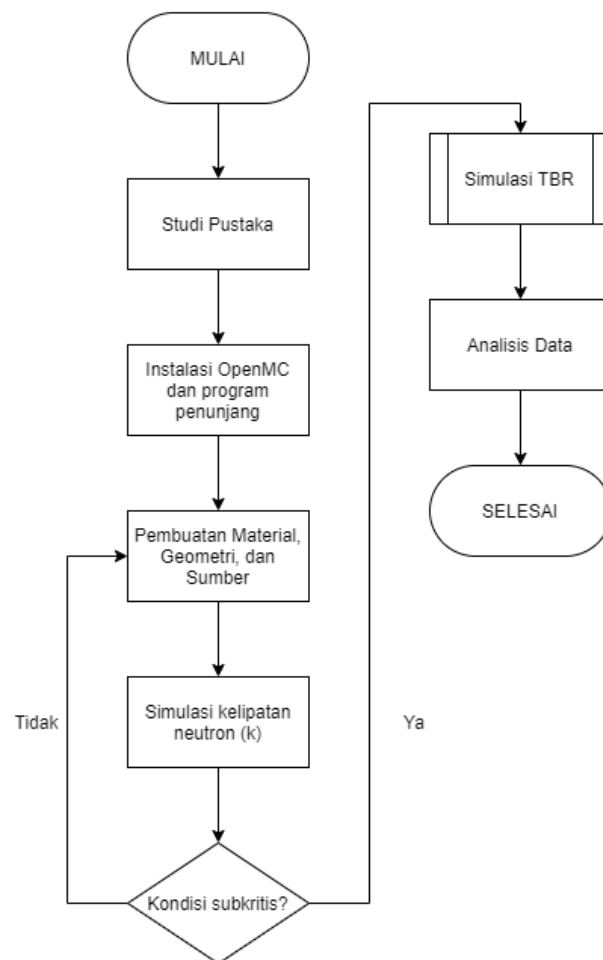 MULAI
Studi Pustaka
Instalasi OpenMC
dan program
penunjang
Pembuatan Material,
Geometri, dan
Sumber
Simulasi kelipatan
neutron (k)
Tidak
Kondisi subkritis?
Ya
Simulasi TBR
Analisis Data
SELESAI